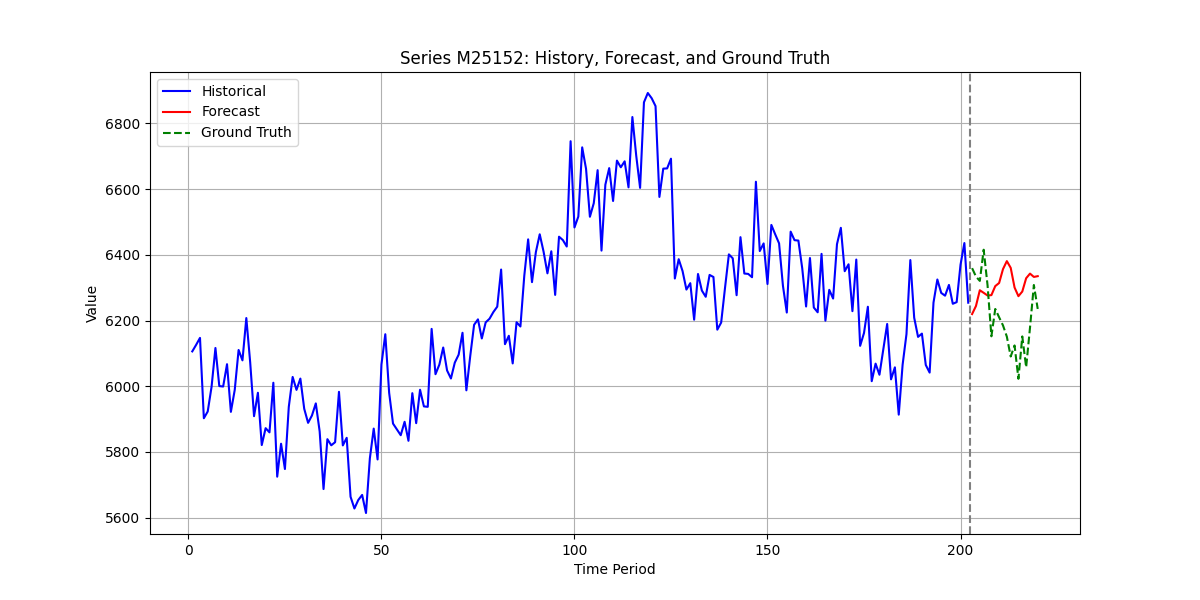 Series M25152: History, Forecast, and Ground Truth
Historical
Forecast
Ground Truth
6800
6600
6400
6200
6000
5800
5600
Value
0 50 100 150 200
Time Period